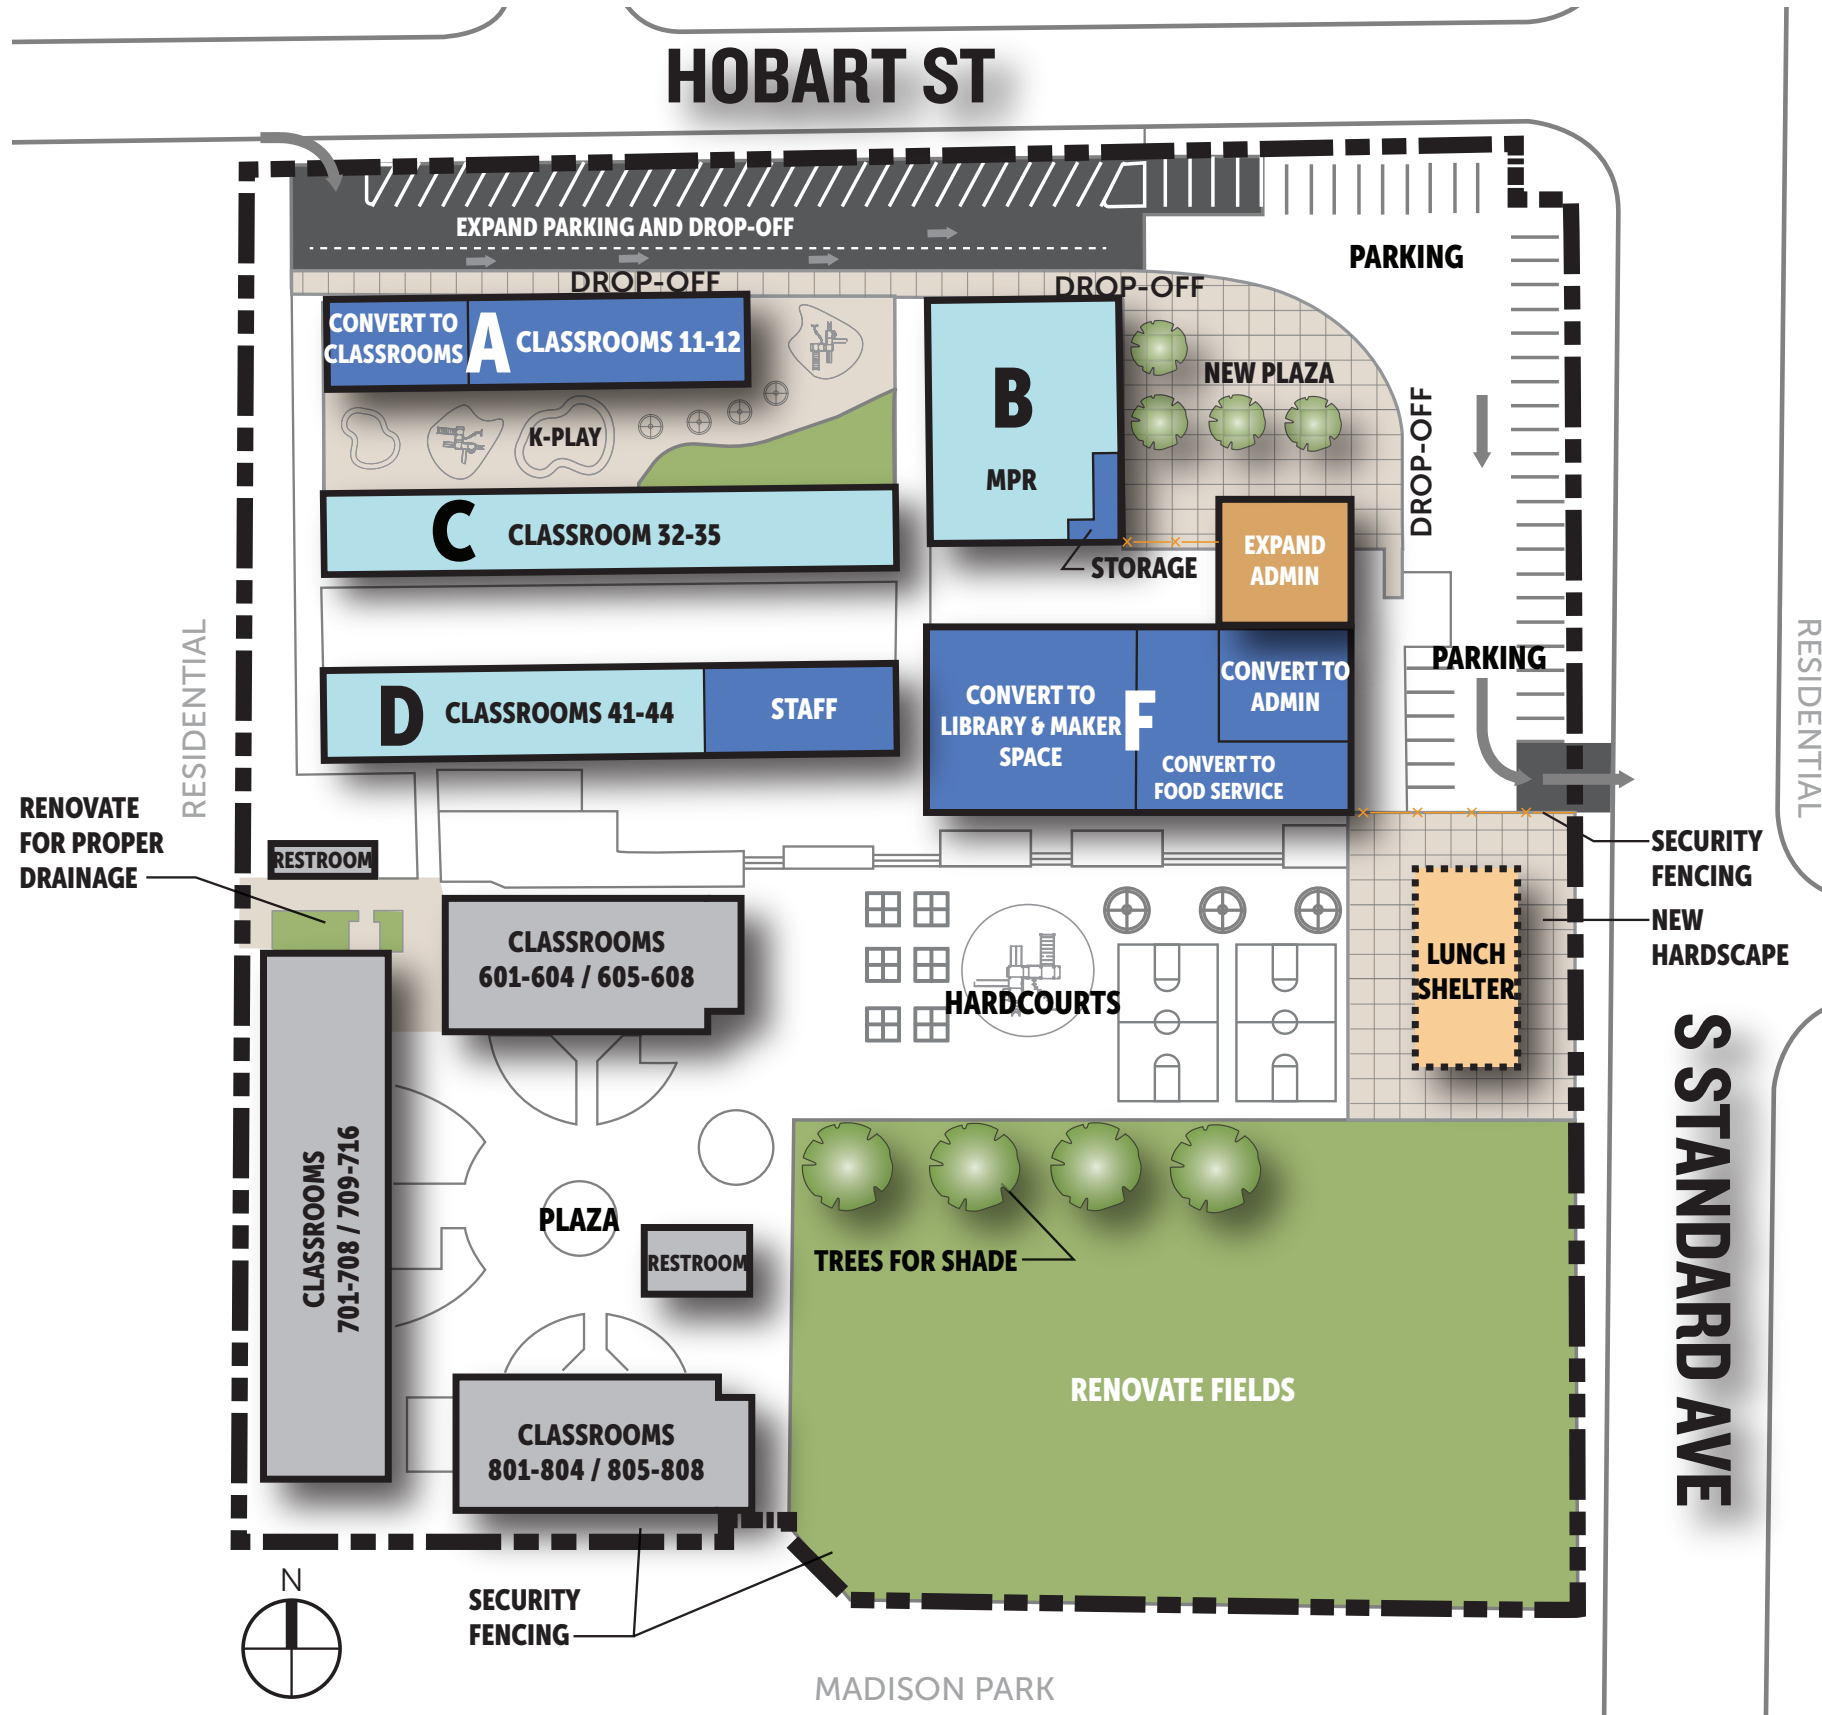 HOBART ST
EXPAND PARKING AND DROP-OFF
PARKING
DROP-OFF
DROP-OFF
CONVERT TO
CLASSROOMS
A
CLASSROOMS 11-12
B
MPR
NEW PLAZA
DROP-OFF
K-PLAY
C
CLASSROOM 32-35
STORAGE
EXPAND
ADMIN
RESIDENTIAL
RESIDENTIAL
D
CLASSROOMS 41-44
STAFF
CONVERT TO
LIBRARY & MAKER
SPACE
F
CONVERT TO
ADMIN
CONVERT TO
FOOD SERVICE
PARKING
RENOVATE
FOR PROPER
DRAINAGE
RESTROOM
SECURITY
FENCING
NEW
HARDSCAPE
CLASSROOMS
601-604 / 605-608
HARDCOURTS
LUNCH
SHELTER
S STANDARD AVE
CLASSROOMS
701-708 / 709-716
PLAZA
RESTROOM
TREES FOR SHADE
RENOVATE FIELDS
CLASSROOMS
801-804 / 805-808
N
SECURITY
FENCING
MADISON PARK